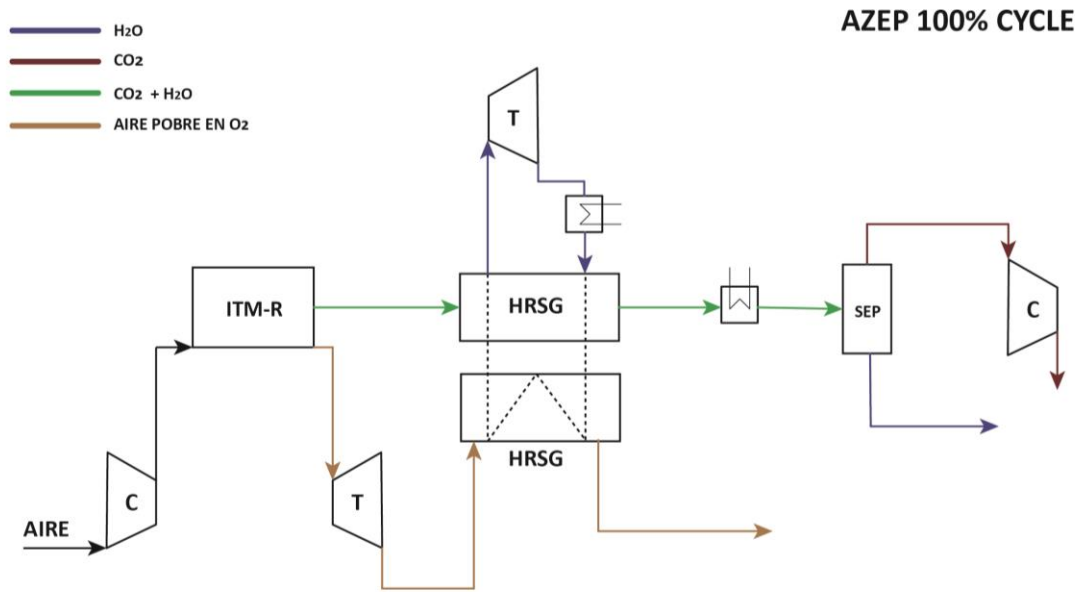 AZEP 100% CYCLE
H₂O
CO₂
CO₂ + H₂O
AIRE POBRE EN O₂
T
ITM-R
HRSG
SEP
C
HRSG
C
T
AIRE